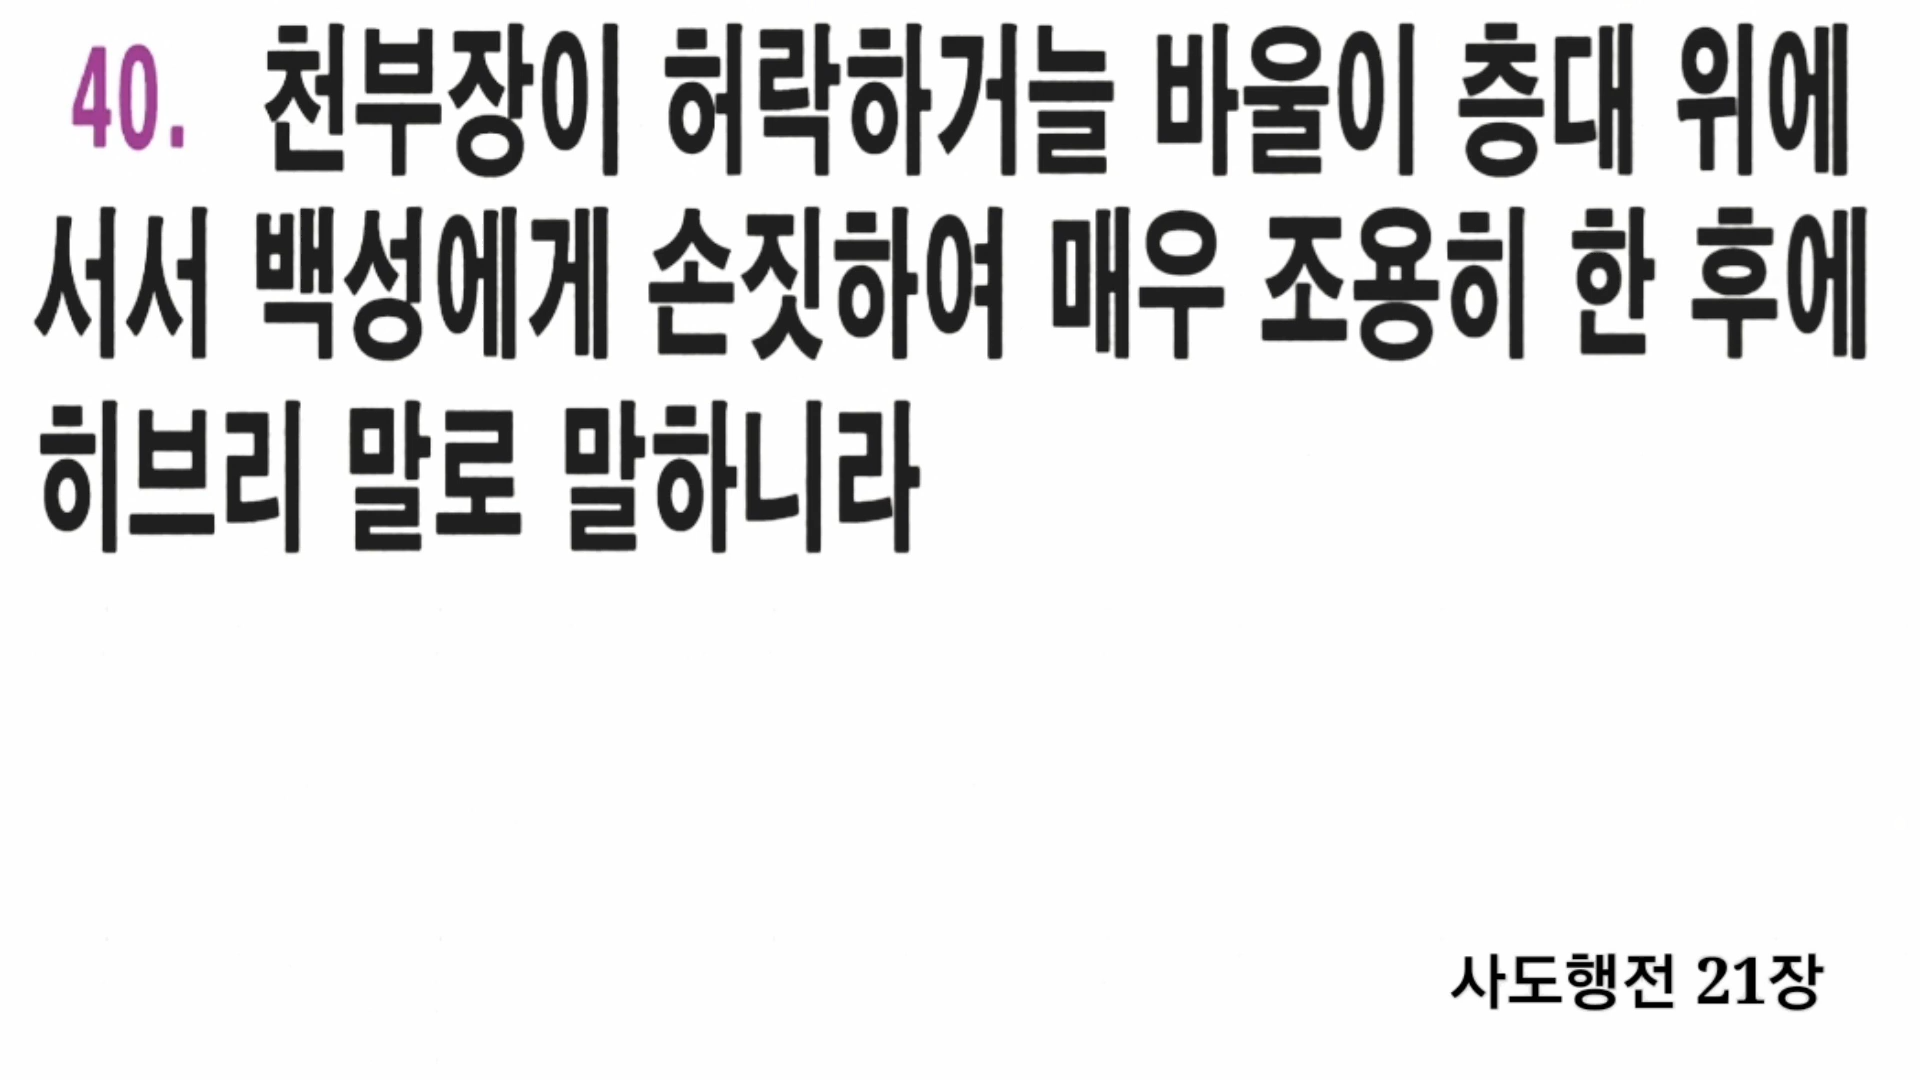 40. 천부장이 허락하거늘 바울이 층대 위에
서서 백성에게 손짓하여 매우 조용히 한 후에
히브리 말로 말하니라
사도행전 21장